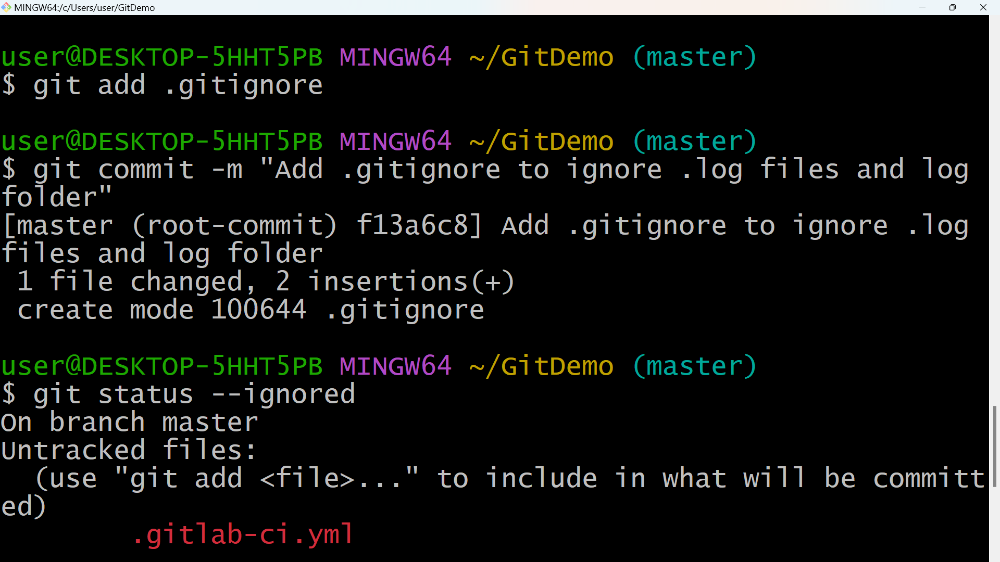 MINGW64:/c/Users/user/GitDemo
user@DESKTOP-5HHT5PB MINGW64 ~/GitDemo (master)
$ git add .gitignore
user@DESKTOP-5HHT5PB MINGW64 ~/GitDemo (master)
$ git commit -m "Add .gitignore to ignore .log files and log
folder"
[master (root-commit) f13a6c8] Add .gitignore to ignore .log
files and log folder
 1 file changed, 2 insertions(+)
 create mode 100644 .gitignore
user@DESKTOP-5HHT5PB MINGW64 ~/GitDemo (master)
$ git status --ignored
On branch master
Untracked files:
  (use "git add <file>..." to include in what will be committ
ed)
        .gitlab-ci.yml